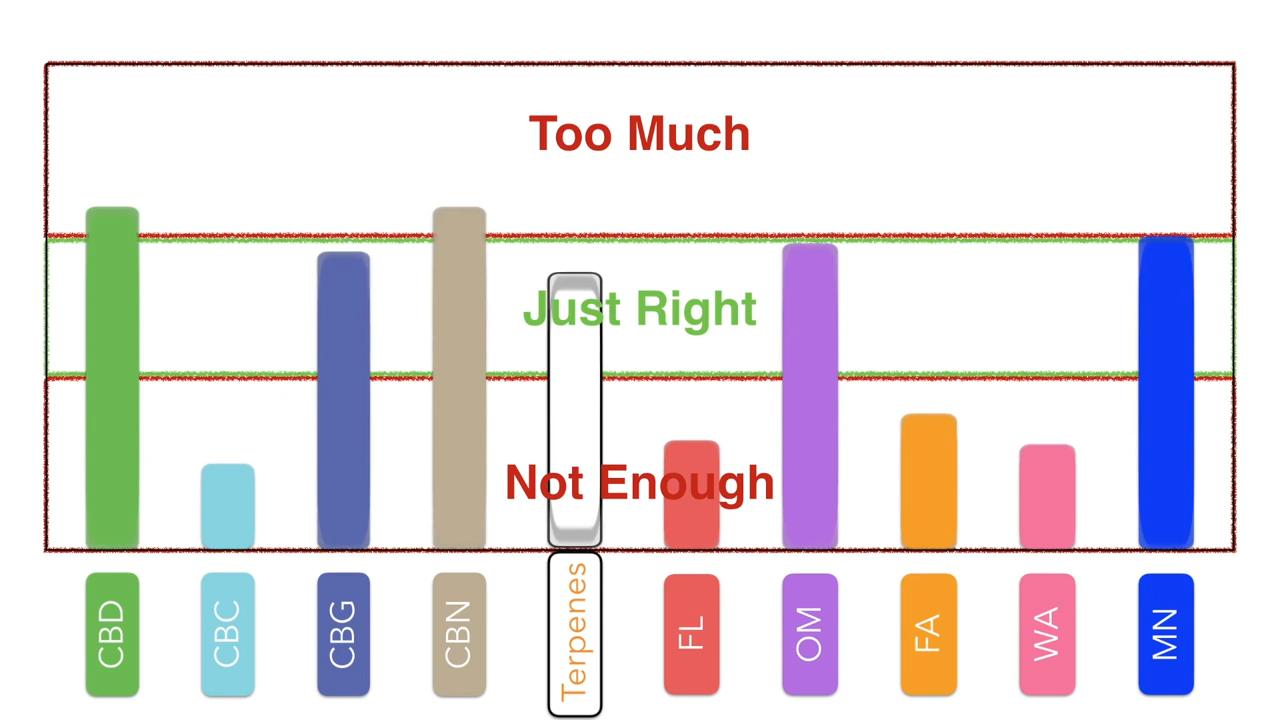 Too Much
Just Right
Not Enough
CBD
CBC
CBG
CBN
Terpenes
FL
OM
FA
WA
MN